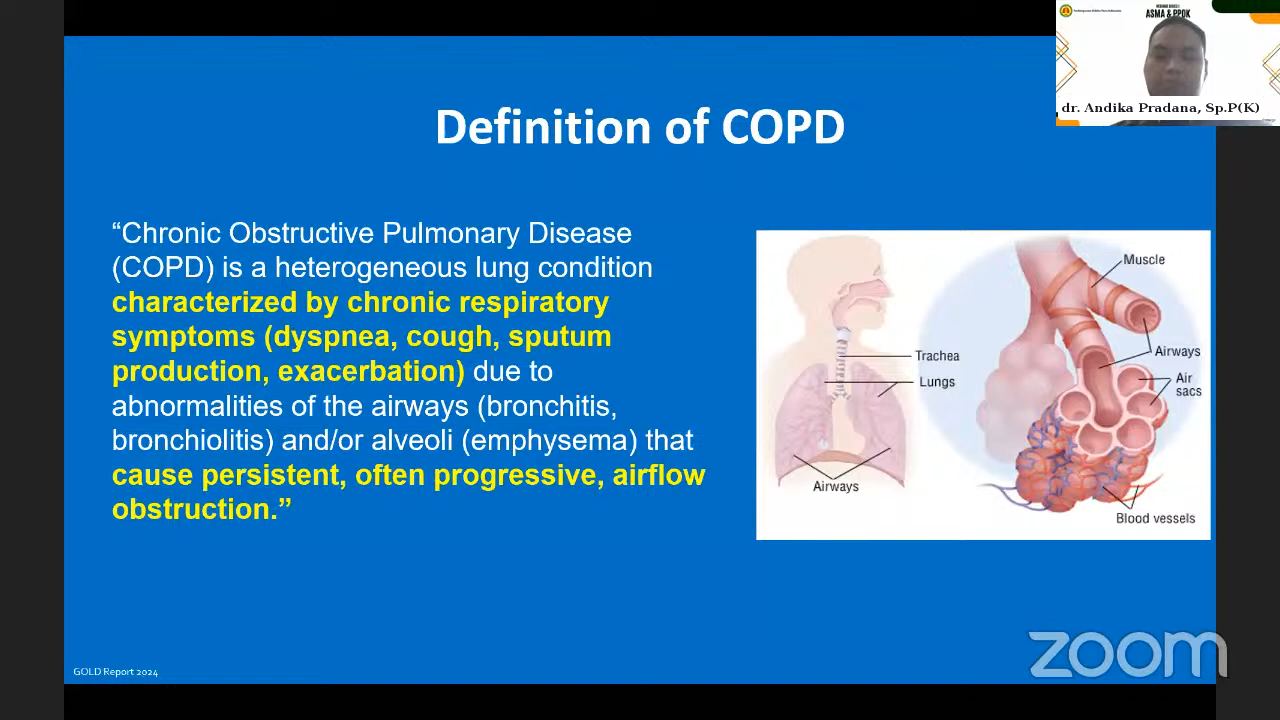 ASMA & PPOK
dr. Andika Pradana, Sp.P(K)
Definition of COPD
“Chronic Obstructive Pulmonary Disease
(COPD) is a heterogeneous lung condition
characterized by chronic respiratory
symptoms (dyspnea, cough, sputum
production, exacerbation) due to
abnormalities of the airways (bronchitis,
bronchiolitis) and/or alveoli (emphysema) that
cause persistent, often progressive, airflow
obstruction.”
Trachea
Lungs
Airways
Muscle
Airways
Air
sacs
Blood vessels
GOLD Report 2024
zoom